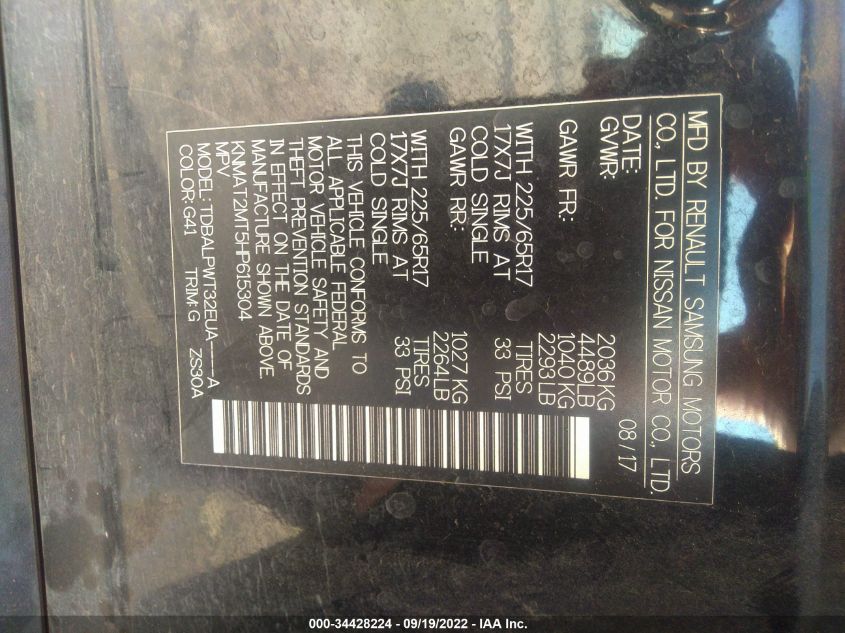 MFD BY RENAULT SAMSUNG MOTORS
CO., LTD. FOR NISSAN MOTOR CO., LTD.
DATE: 08/17
GVWR: 2036KG
4489LB
GAWR FR: 1040KG
2293LB
WITH 225/65R17 TIRES
17X7J RIMS AT 33 PSI
COLD SINGLE
GAWR RR: 1027KG
2264LB
WITH 225/65R17 TIRES
17X7J RIMS AT 33 PSI
COLD SINGLE
THIS VEHICLE CONFORMS TO
ALL APPLICABLE FEDERAL
MOTOR VEHICLE SAFETY AND
THEFT PREVENTION STANDARDS
IN EFFECT ON THE DATE OF
MANUFACTURE SHOWN ABOVE.
KNMAT2MT5HP615304
MPV
MODEL: TDBALPWT32EUA-----A
COLOR:G41 TRIM:G ZS30A
000-34428224 - 09/19/2022 - IAA Inc.